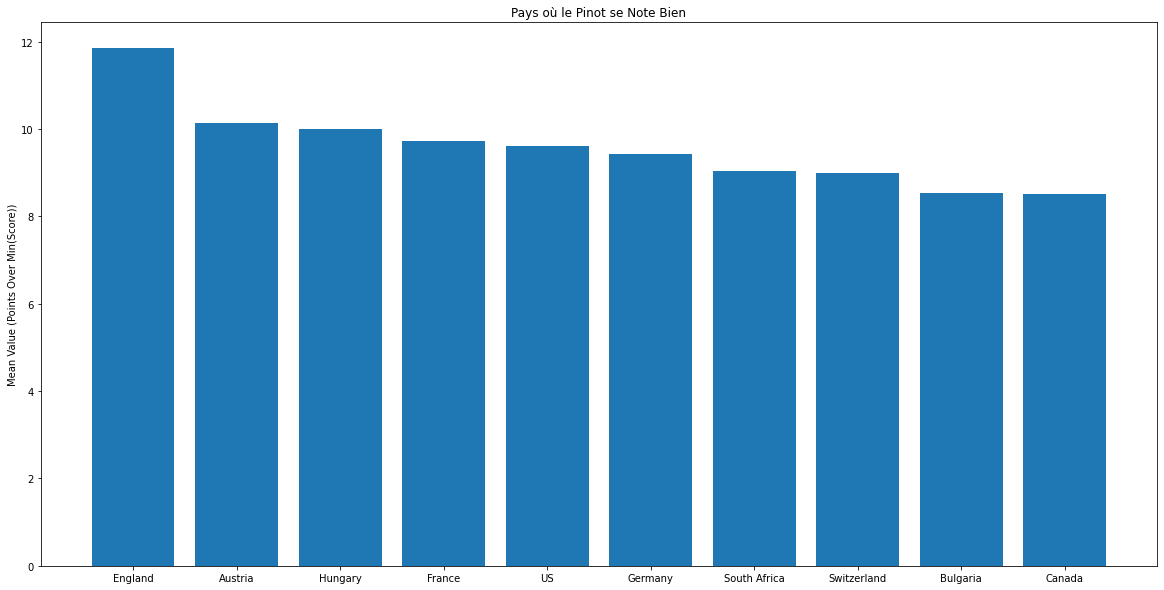 Pays où le Pinot se Note Bien
Mean Value (Points Over Min(Score))
12
10
8
6
4
2
0
England Austria Hungary France US Germany South Africa Switzerland Bulgaria Canada